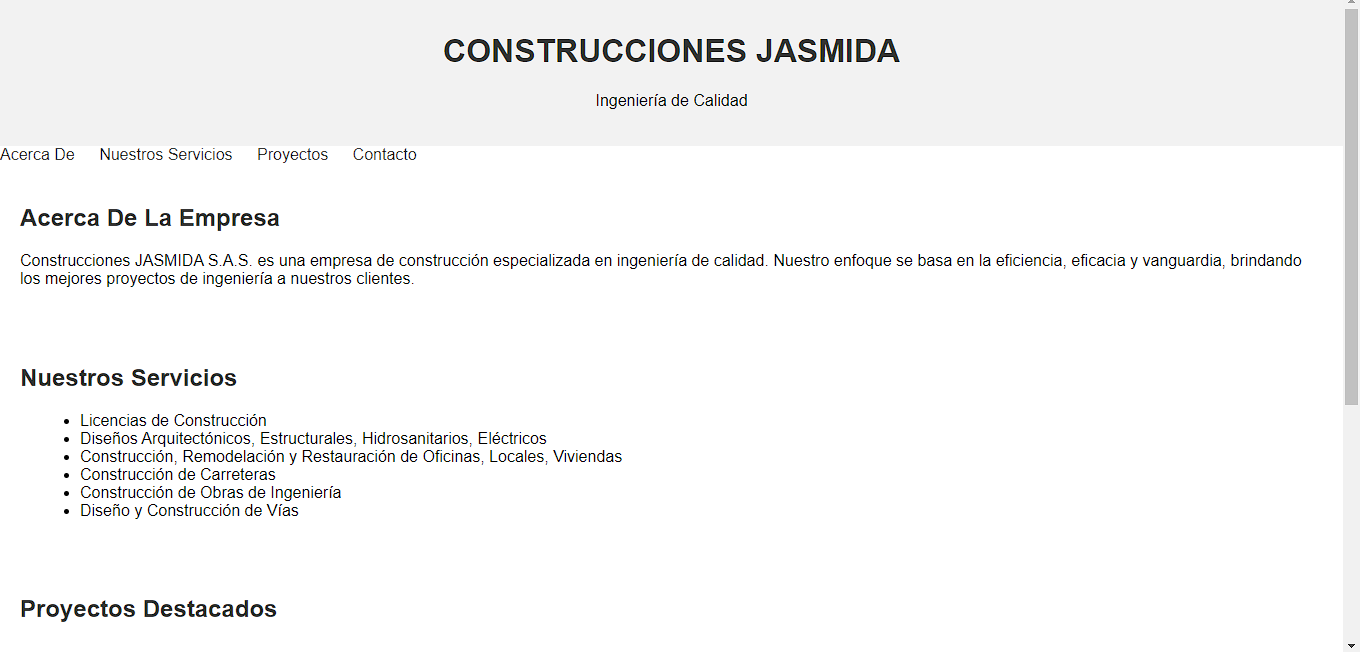 CONSTRUCCIONES JASMIDA
Ingeniería de Calidad
Acerca De Nuestros Servicios Proyectos Contacto
Acerca De La Empresa
Construcciones JASMIDA S.A.S. es una empresa de construcción especializada en ingeniería de calidad. Nuestro enfoque se basa en la eficiencia, eficacia y vanguardia, brindando
los mejores proyectos de ingeniería a nuestros clientes.
Nuestros Servicios
• Licencias de Construcción
• Diseños Arquitectónicos, Estructurales, Hidrosanitarios, Eléctricos
• Construcción, Remodelación y Restauración de Oficinas, Locales, Viviendas
• Construcción de Carreteras
• Construcción de Obras de Ingeniería
• Diseño y Construcción de Vías
Proyectos Destacados